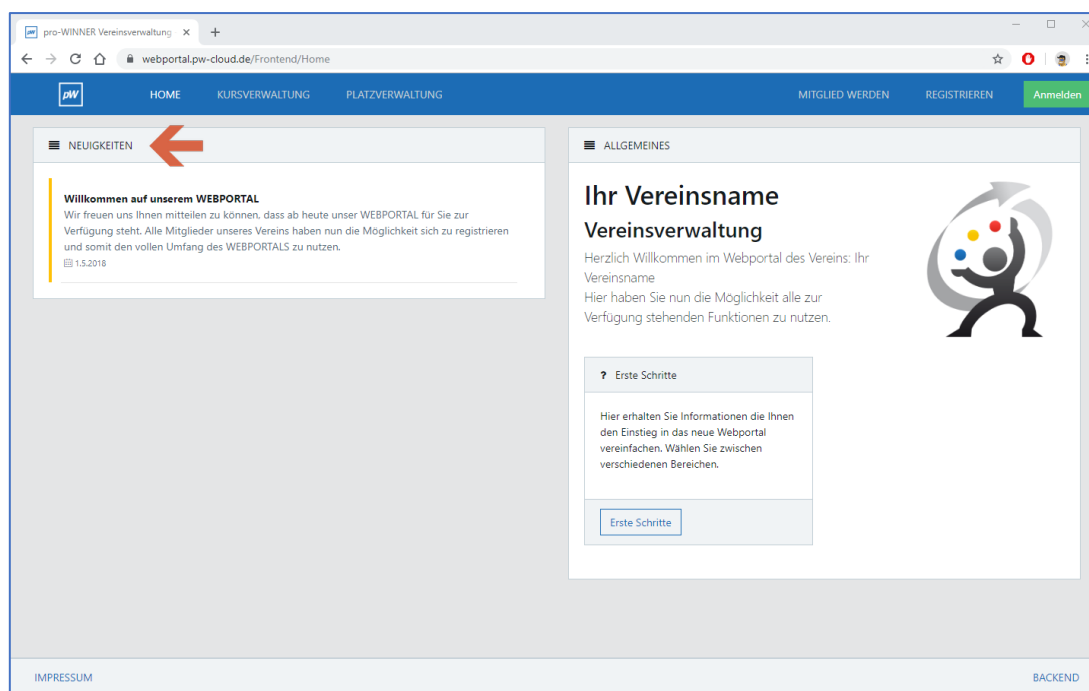 pro-WINNER Vereinsverwaltung
webportal.pw-cloud.de/Frontend/Home
pW HOME KURSVERWALTUNG PLATZVERWALTUNG MITGLIED WERDEN REGISTRIEREN Anmelden
NEUIGKEITEN
Willkommen auf unserem WEBPORTAL
Wir freuen uns Ihnen mitteilen zu können, dass ab heute unser WEBPORTAL für Sie zur
Verfügung steht. Alle Mitglieder unseres Vereins haben nun die Möglichkeit sich zu registrieren
und somit den vollen Umfang des WEBPORTALS zu nutzen.
1.5.2018
ALLGEMEINES
Ihr Vereinsname
Vereinsverwaltung
Herzlich Willkommen im Webportal des Vereins: Ihr
Vereinsname
Hier haben Sie nun die Möglichkeit alle zur
Verfügung stehenden Funktionen zu nutzen.
? Erste Schritte
Hier erhalten Sie Informationen die Ihnen
den Einstieg in das neue Webportal
vereinfachen. Wählen Sie zwischen
verschiedenen Bereichen.
Erste Schritte
IMPRESSUM BACKEND